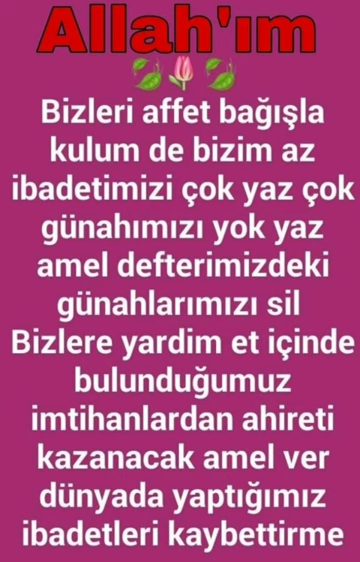 Allah'ım
Bizleri affet bağışla
kulum de bizim az
ibadetimizi çok yaz çok
günahımızı yok yaz
amel defterimizdeki
günahlarımızı sil
Bizlere yardim et içinde
bulunduğumuz
imtihanlardan ahireti
kazanacak amel ver
dünyada yaptığımız
ibadetleri kaybettirme